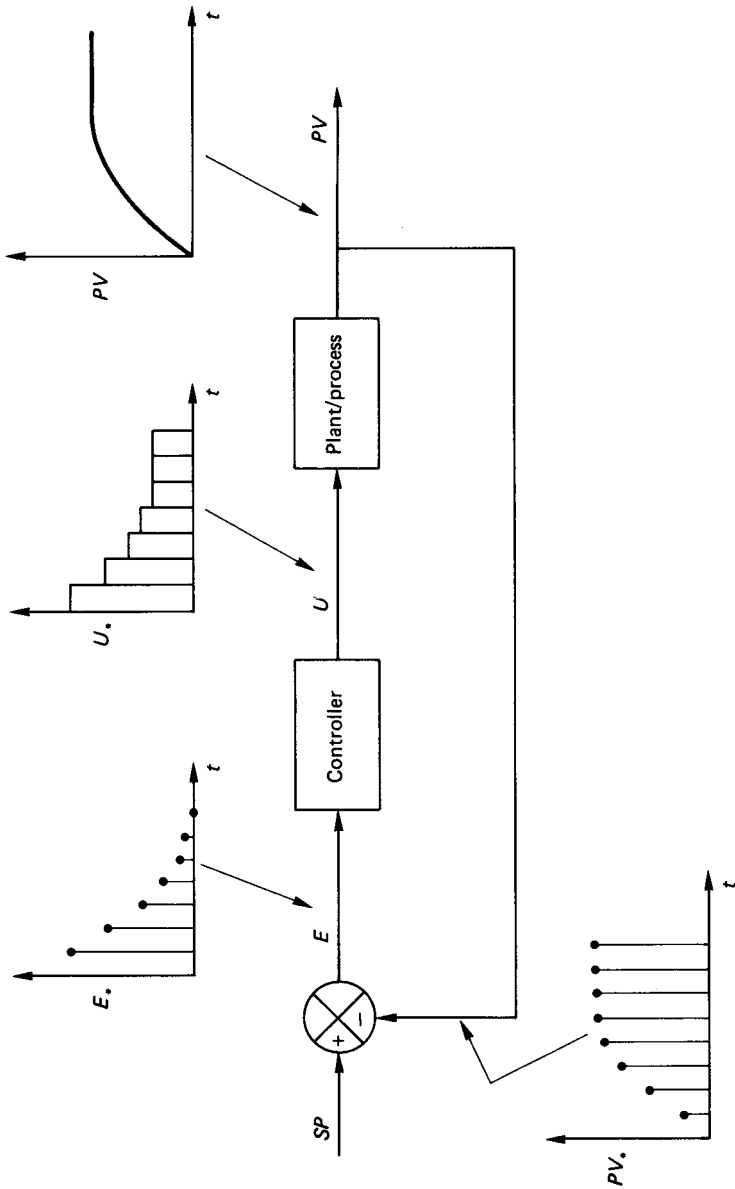 E*
t
U*
t
PV
t
SP
+
−
E
Controller
U
Plant/process
PV
PV*
t